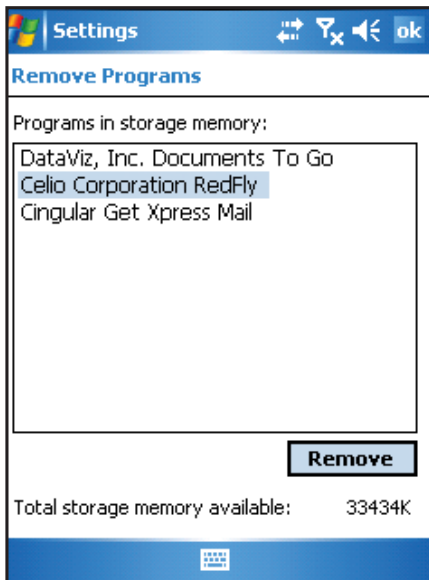 Settings
ok
Remove Programs
Programs in storage memory:
DataViz, Inc. Documents To Go
Celio Corporation RedFly
Cingular Get Xpress Mail
Remove
Total storage memory available: 33434K